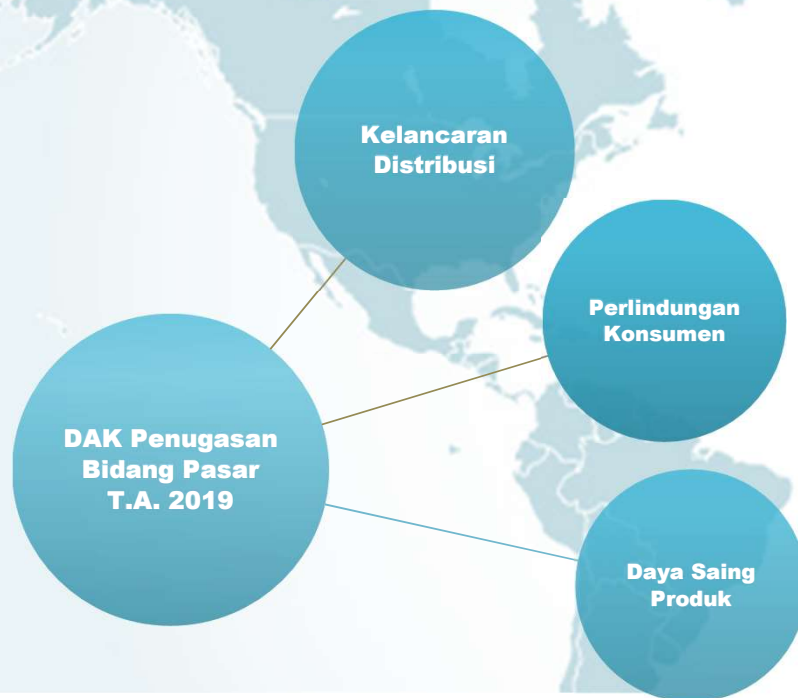 Kelancaran
Distribusi
Perlindungan
Konsumen
DAK Penugasan
Bidang Pasar
T.A. 2019
Daya Saing
Produk